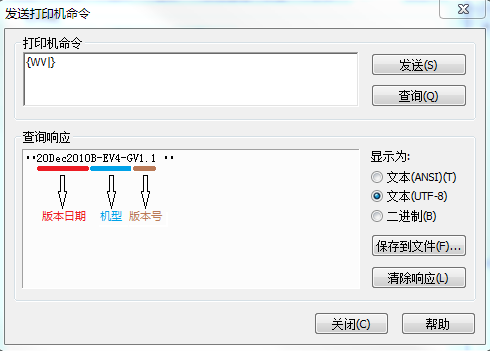 发送打印机命令
打印机命令
{WV|}
发送(S)
查询(Q)
查询响应
··20Dec2010B-EV4-GV1.1 ··
版本日期 机型 版本号
显示为:
文本(ANSI)(T)
文本(UTF-8)
二进制(B)
保存到文件(F)...
清除响应(L)
关闭(C)
帮助